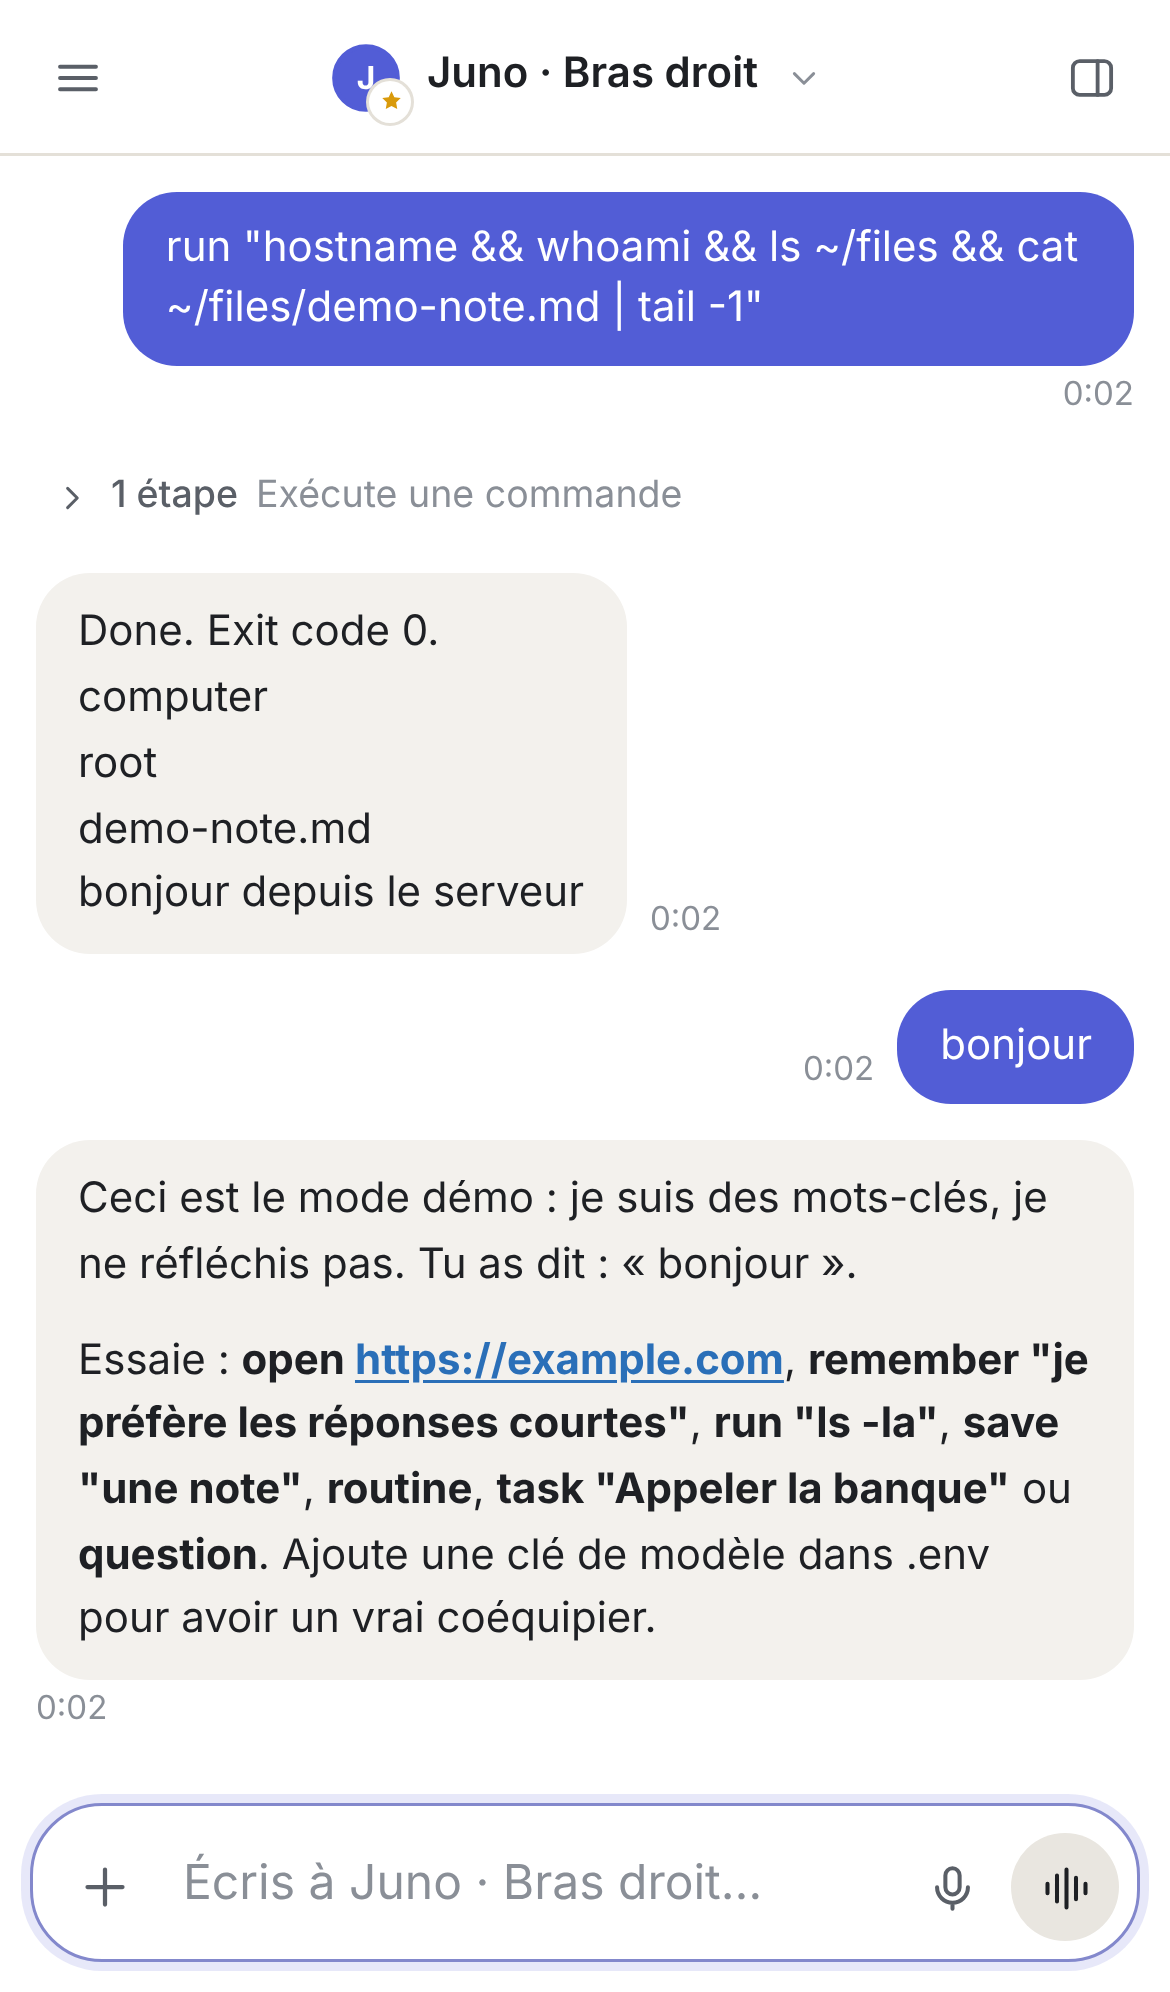 J
Juno · Bras droit
run "hostname && whoami && ls ~/files && cat
~/files/demo-note.md | tail -1"
0:02
1 étape Exécute une commande
Done. Exit code 0.
computer
root
demo-note.md
bonjour depuis le serveur
0:02
bonjour
0:02
Ceci est le mode démo : je suis des mots-clés, je
ne réfléchis pas. Tu as dit : « bonjour ».
Essaie : open https://example.com, remember "je
préfère les réponses courtes", run "ls -la", save
"une note", routine, task "Appeler la banque" ou
question. Ajoute une clé de modèle dans .env
pour avoir un vrai coéquipier.
0:02
Écris à Juno · Bras droit...